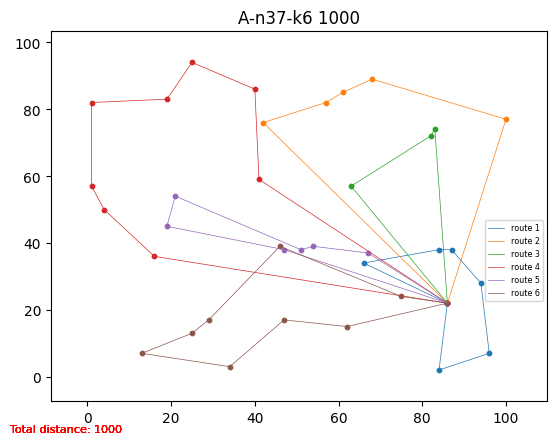 A-n37-k6 1000
100
80
60
40
20
0
route 1
route 2
route 3
route 4
route 5
route 6
0 20 40 60 80 100
Total distance: 1000